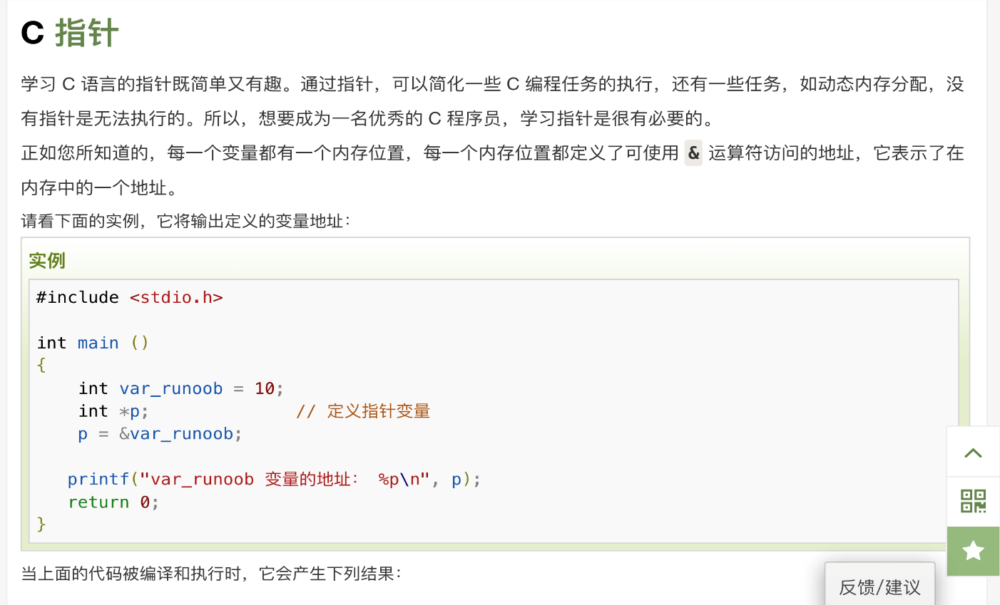 C 指针
学习 C 语言的指针既简单又有趣。通过指针，可以简化一些 C 编程任务的执行，还有一些任务，如动态内存分配，没
有指针是无法执行的。所以，想要成为一名优秀的 C 程序员，学习指针是很有必要的。
正如您所知道的，每一个变量都有一个内存位置，每一个内存位置都定义了可使用 & 运算符访问的地址，它表示了在
内存中的一个地址。
请看下面的实例，它将输出定义的变量地址：
实例
#include <stdio.h>
int main ()
{
    int var_runoob = 10;
    int *p;              // 定义指针变量
    p = &var_runoob;
   printf("var_runoob 变量的地址： %p\n", p);
   return 0;
}
当上面的代码被编译和执行时，它会产生下列结果：
反馈/建议